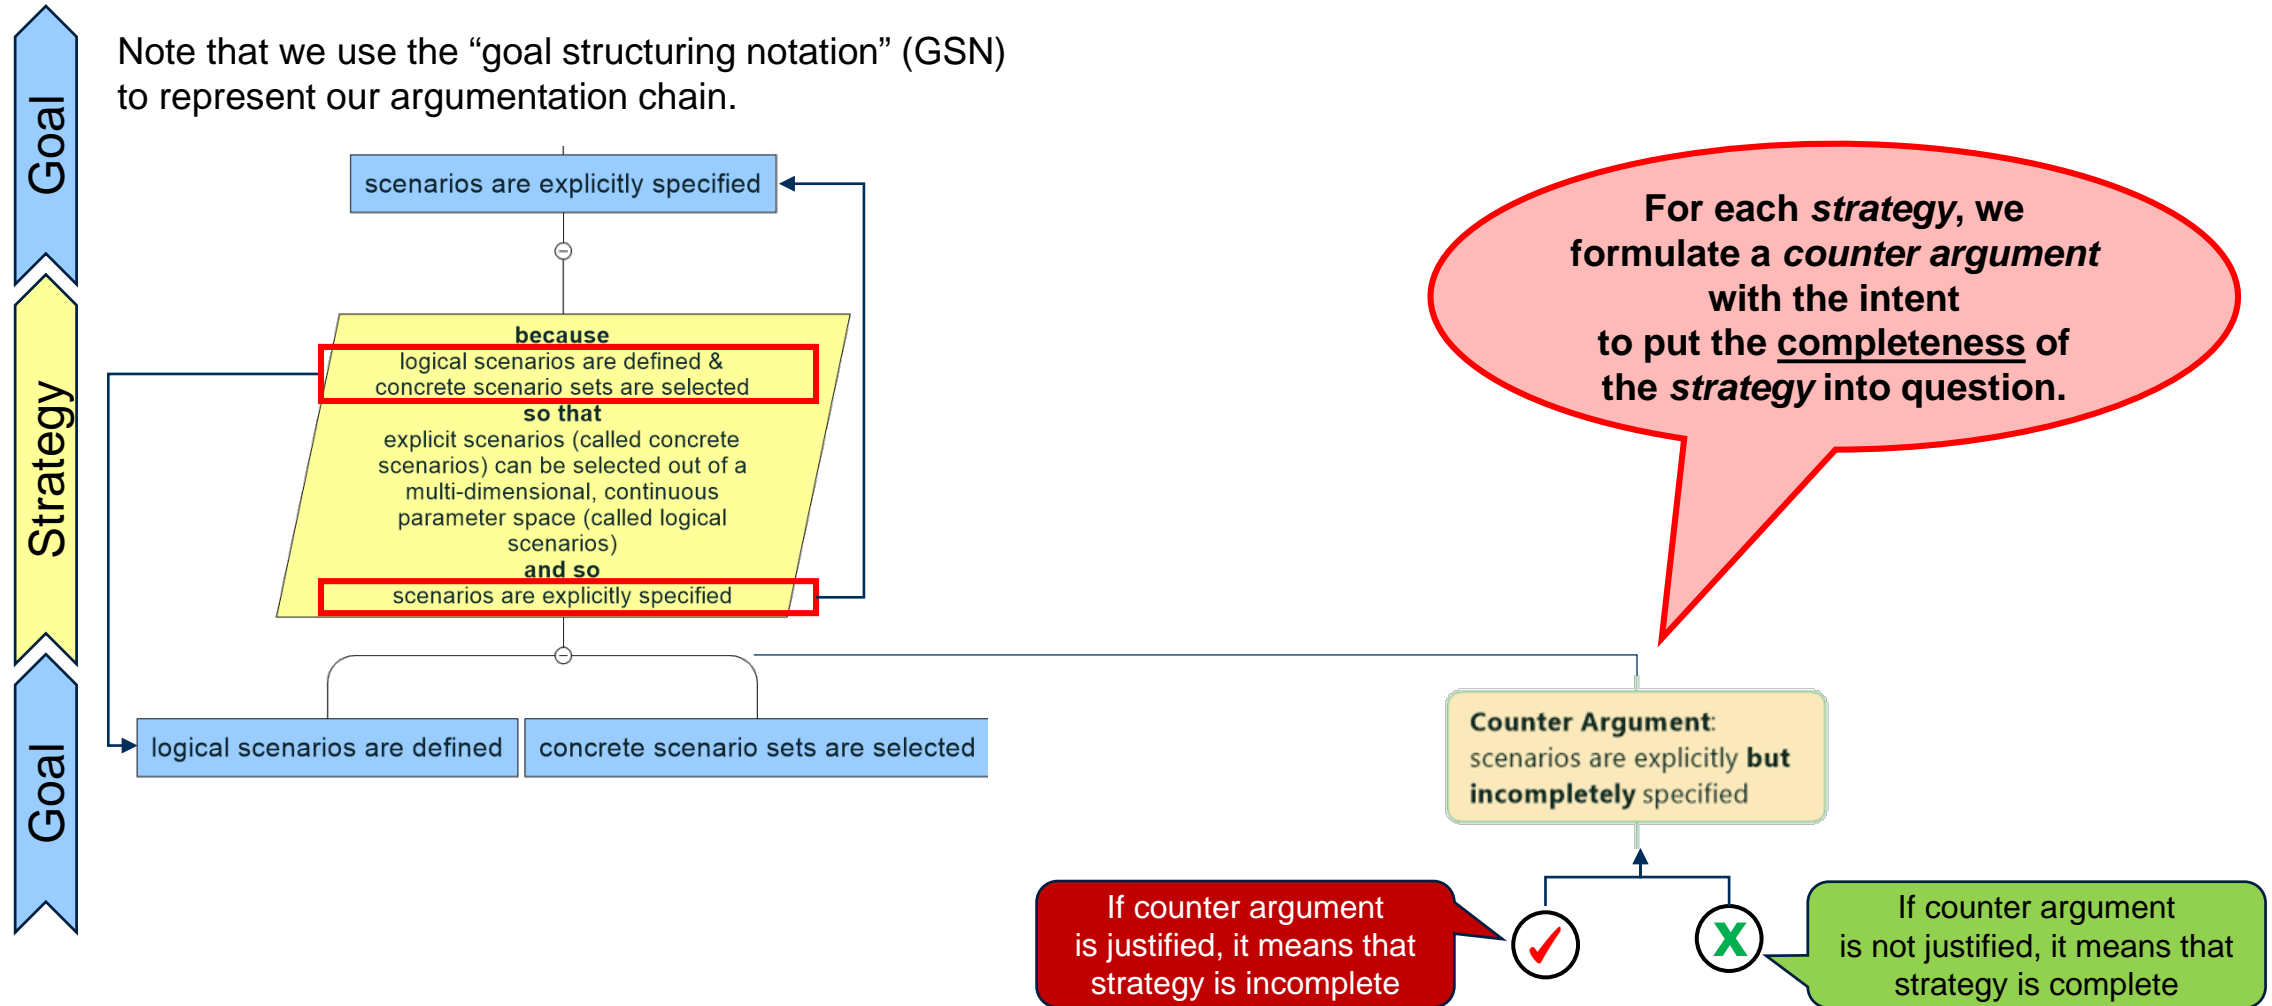 Goal
Strategy
Goal
Note that we use the “goal structuring notation” (GSN)
to represent our argumentation chain.
scenarios are explicitly specified
because
logical scenarios are defined &
concrete scenario sets are selected
so that
explicit scenarios (called concrete
scenarios) can be selected out of a
multi-dimensional, continuous
parameter space (called logical
scenarios)
and so
scenarios are explicitly specified
logical scenarios are defined
concrete scenario sets are selected
For each strategy, we
formulate a counter argument
with the intent
to put the completeness of
the strategy into question.
Counter Argument:
scenarios are explicitly but
incompletely specified
If counter argument
is justified, it means that
strategy is incomplete
X
If counter argument
is not justified, it means that
strategy is complete